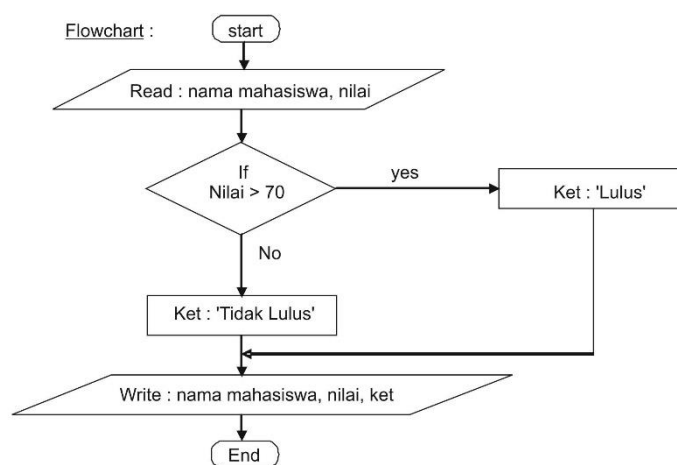 Flowchart :
start
Read : nama mahasiswa, nilai
If
Nilai > 70
yes
Ket : 'Lulus'
No
Ket : 'Tidak Lulus'
Write : nama mahasiswa, nilai, ket
End